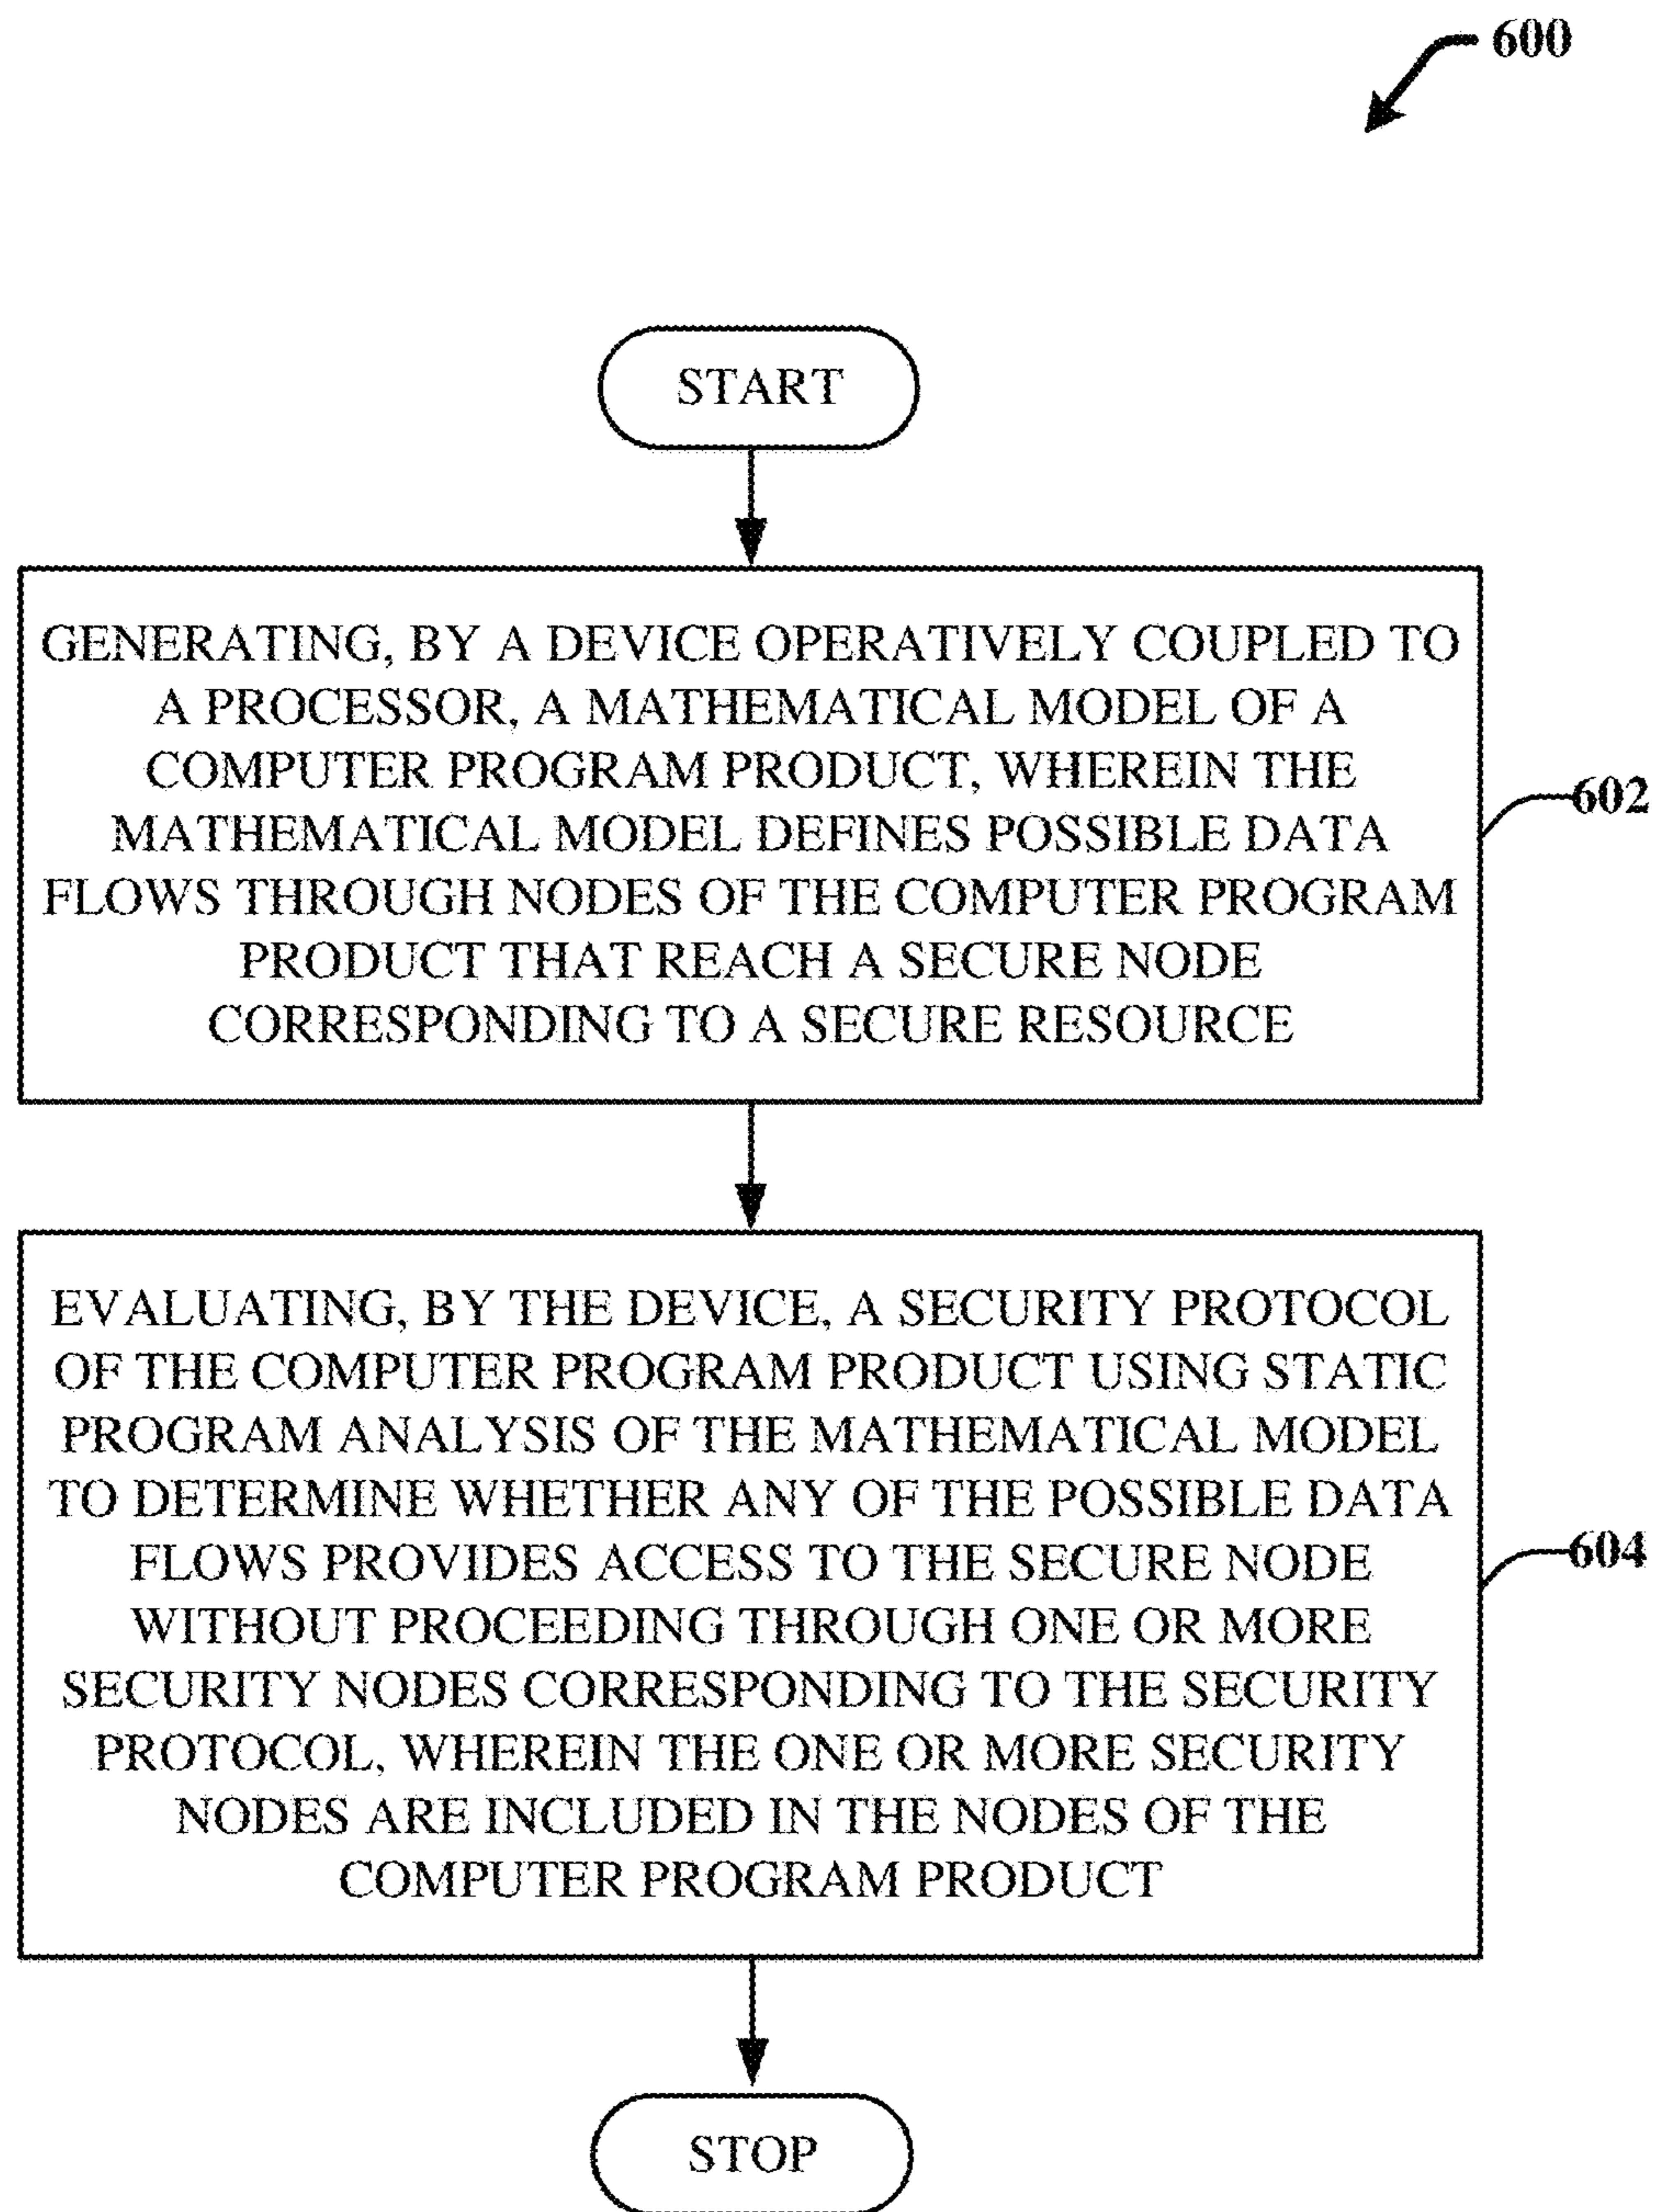 600
START
GENERATING, BY A DEVICE OPERATIVELY COUPLED TO
A PROCESSOR, A MATHEMATICAL MODEL OF A
COMPUTER PROGRAM PRODUCT, WHEREIN THE
MATHEMATICAL MODEL DEFINES POSSIBLE DATA
FLOWS THROUGH NODES OF THE COMPUTER PROGRAM
PRODUCT THAT REACH A SECURE NODE
CORRESPONDING TO A SECURE RESOURCE
602
EVALUATING, BY THE DEVICE, A SECURITY PROTOCOL
OF THE COMPUTER PROGRAM PRODUCT USING STATIC
PROGRAM ANALYSIS OF THE MATHEMATICAL MODEL
TO DETERMINE WHETHER ANY OF THE POSSIBLE DATA
FLOWS PROVIDES ACCESS TO THE SECURE NODE
WITHOUT PROCEEDING THROUGH ONE OR MORE
SECURITY NODES CORRESPONDING TO THE SECURITY
PROTOCOL, WHEREIN THE ONE OR MORE SECURITY
NODES ARE INCLUDED IN THE NODES OF THE
COMPUTER PROGRAM PRODUCT
604
STOP